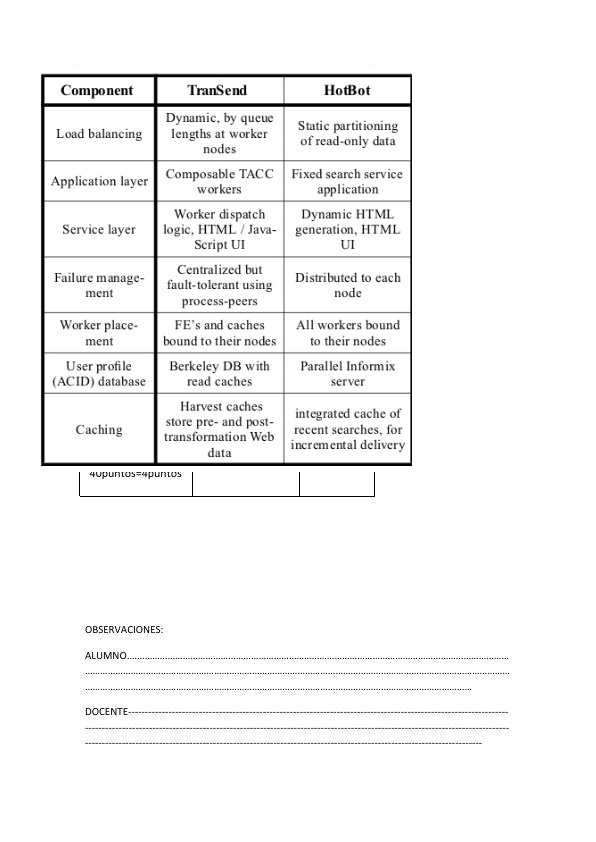 Component TranSend HotBot
Load balancing
Dynamic, by queue
lengths at worker
nodes
Static partitioning
of read-only data
Application layer
Composable TACC
workers
Fixed search service
application
Service layer
Worker dispatch
logic, HTML / Java-
Script UI
Dynamic HTML
generation, HTML
UI
Failure manage-
ment
Centralized but
fault-tolerant using
process-peers
Distributed to each
node
Worker place-
ment
FE's and caches
bound to their nodes
All workers bound
to their nodes
User profile
(ACID) database
Berkeley DB with
read caches
Parallel Informix
server
Caching
Harvest caches
store pre- and post-
transformation Web
data
integrated cache of
recent searches, for
incremental delivery
40puntos=4puntos
OBSERVACIONES:
ALUMNO
DOCENTE